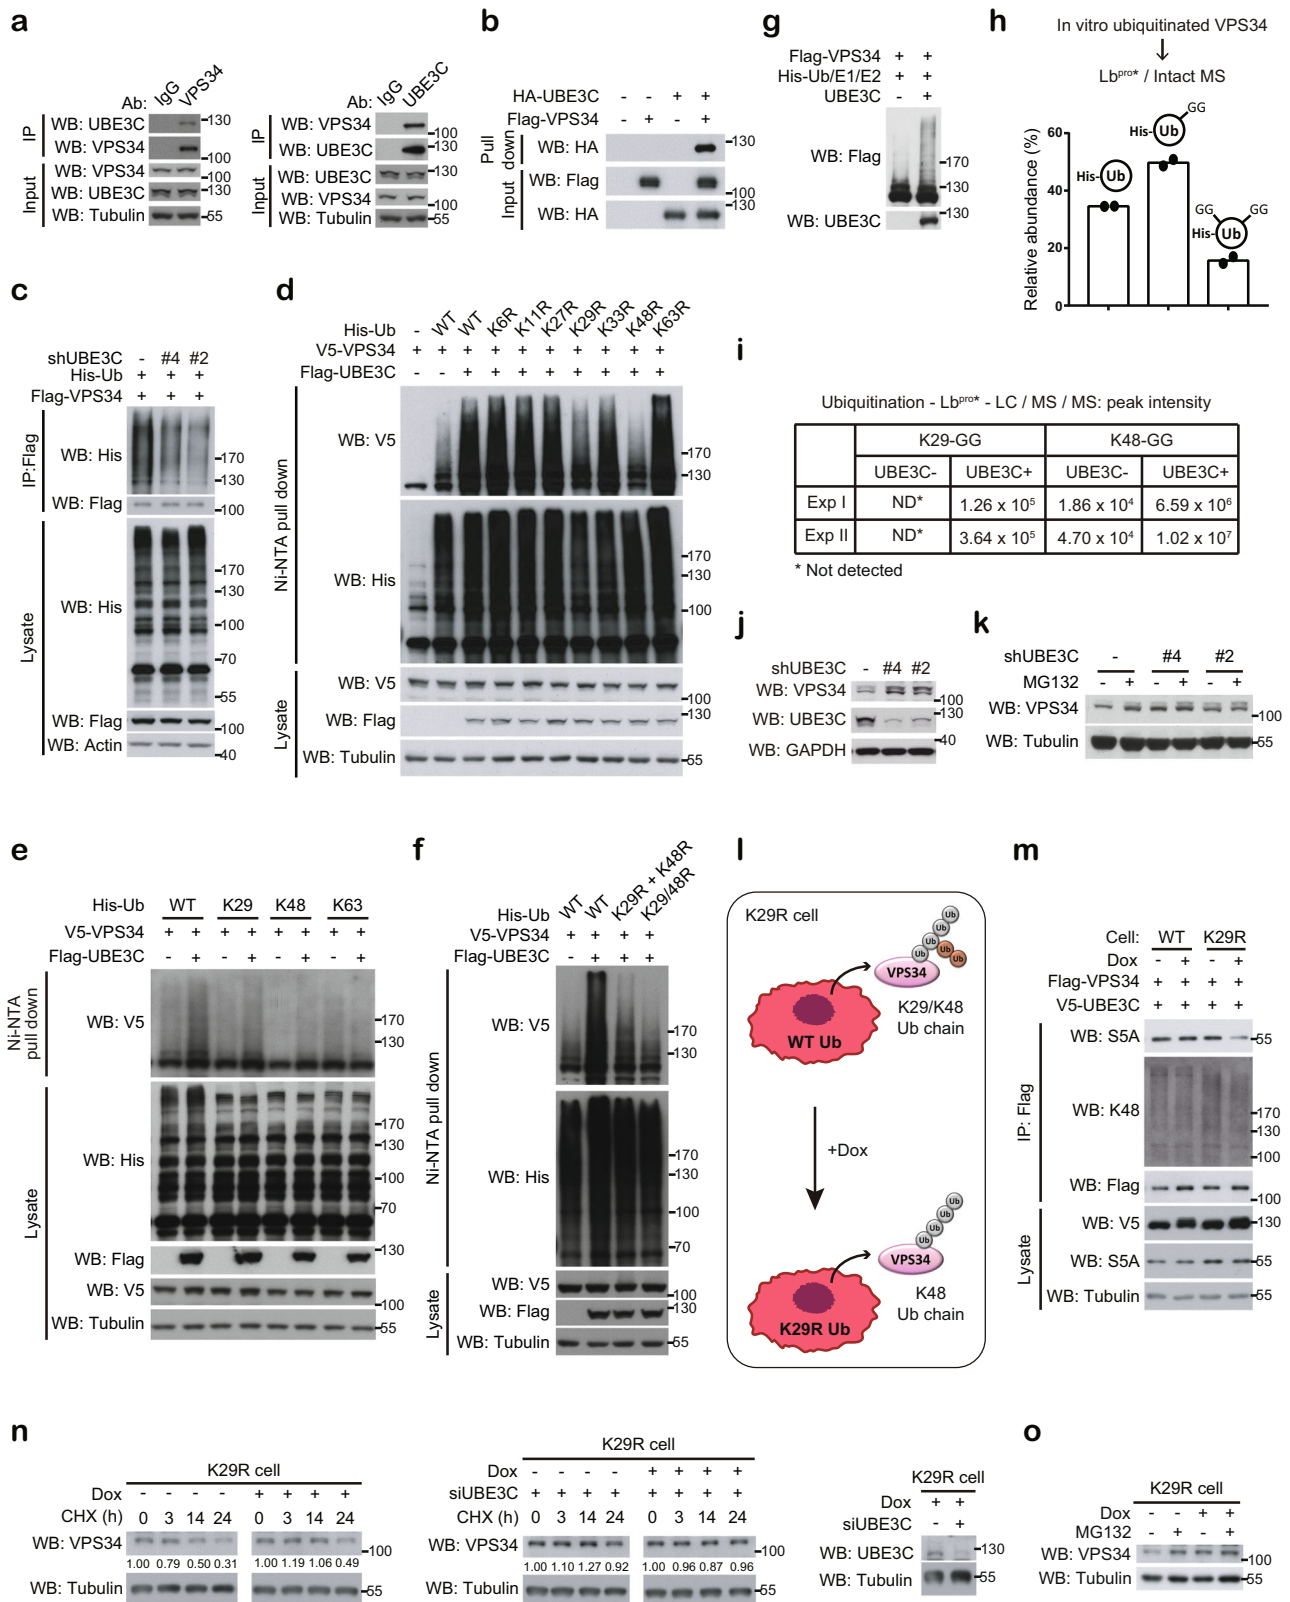 a
Ab: IgG VPS34
IP
WB: UBE3C
130
WB: VPS34
100
Input
WB: VPS34
100
WB: UBE3C
130
WB: Tubulin
55
Ab: IgG UBE3C
IP
WB: VPS34
100
WB: UBE3C
130
Input
WB: UBE3C
130
WB: VPS34
100
WB: Tubulin
55
b
HA-UBE3C - - + +
Flag-VPS34 - + - +
Pull down
WB: HA
130
Input
WB: Flag
100
130
WB: HA
g
Flag-VPS34 + +
His-Ub/E1/E2 + +
UBE3C - +
WB: Flag
170
130
WB: UBE3C
130
h
In vitro ubiquitinated VPS34
Lbpro* / Intact MS
Relative abundance (%)
60
40
20
0
His-Ub
His-Ub GG
GG GG
His-Ub
c
shUBE3C - #4 #2
His-Ub + + +
Flag-VPS34 + + +
IP:Flag
WB: His
170
130
WB: Flag
100
Lysate
WB: His
170
130
100
70
55
WB: Flag
100
WB: Actin
40
d
His-Ub - WT WT K6R K11R K27R K29R K33R K48R K63R
V5-VPS34 + + + + + + + + + +
Flag-UBE3C - - + + + + + + + +
Ni-NTA pull down
WB: V5
170
130
WB: His
170
130
100
Lysate
WB: V5
100
WB: Flag
130
WB: Tubulin
55
i
Ubiquitination - Lbpro* - LC / MS / MS: peak intensity
K29-GG K48-GG
UBE3C- UBE3C+ UBE3C- UBE3C+
Exp I ND* 1.26 x 10⁵ 1.86 x 10⁴ 6.59 x 10⁶
Exp II ND* 3.64 x 10⁵ 4.70 x 10⁴ 1.02 x 10⁷
* Not detected
j
shUBE3C - #4 #2
WB: VPS34
100
WB: UBE3C
130
WB: GAPDH
40
k
shUBE3C - #4 #2
MG132 - + - + - +
WB: VPS34
100
WB: Tubulin
55
e
His-Ub WT K29 K48 K63
V5-VPS34 + + + + + + + +
Flag-UBE3C - + - + - + - +
Ni-NTA pull down
WB: V5
170
130
Lysate
WB: His
170
130
100
70
WB: Flag
130
WB: V5
100
WB: Tubulin
55
f
His-Ub WT WT K29R + K48R K29/48R
V5-VPS34 + + + +
Flag-UBE3C - + + +
Ni-NTA pull down
WB: V5
170
130
WB: His
170
130
100
70
Lysate
WB: V5
100
WB: Flag
130
WB: Tubulin
55
l
K29R cell
Ub
Ub
Ub
Ub
Ub Ub
VPS34
WT Ub
K29/K48
Ub chain
+Dox
Ub
Ub
Ub
Ub
VPS34
K29R Ub
K48
Ub chain
m
Cell: WT K29R
Dox - + - +
Flag-VPS34 + + + +
V5-UBE3C + + + +
IP: Flag
WB: S5A
55
WB: K48
170
130
100
WB: Flag
100
Lysate
WB: V5
130
WB: S5A
55
WB: Tubulin
55
n
K29R cell
Dox - - - - + + + +
CHX (h) 0 3 14 24 0 3 14 24
WB: VPS34
100
1.00 0.79 0.50 0.31 1.00 1.19 1.06 0.49
WB: Tubulin
55
K29R cell
Dox - - - - + + + +
siUBE3C + + + + + + + +
CHX (h) 0 3 14 24 0 3 14 24
WB: VPS34
100
1.00 1.10 1.27 0.92 1.00 0.96 0.87 0.96
WB: Tubulin
55
K29R cell
Dox + +
siUBE3C - +
WB: UBE3C
130
WB: Tubulin
55
o
K29R cell
Dox - - + +
MG132 - + - +
WB: VPS34
100
WB: Tubulin
55